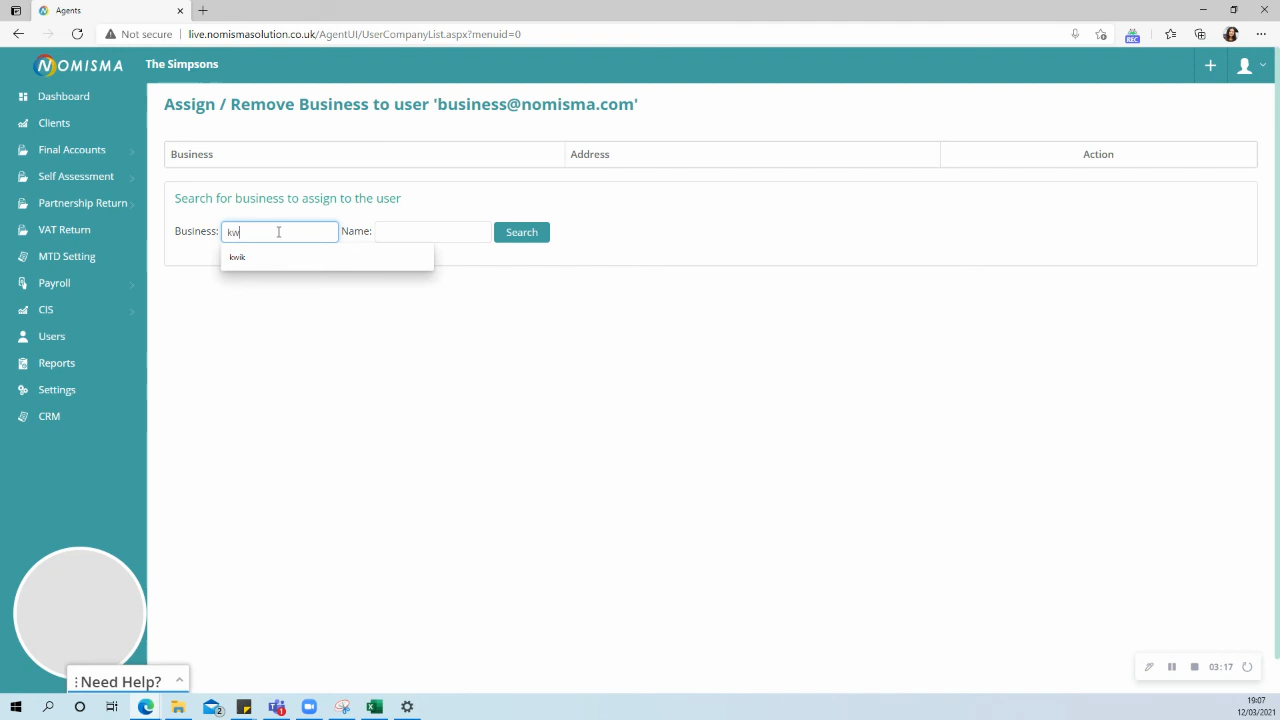 Agents
Not secure
live.nomismasolution.co.uk/AgentUI/UserCompanyList.aspx?menuid=0
REC
NOMISMA
The Simpsons
Dashboard
Clients
Final Accounts
Self Assessment
Partnership Return
VAT Return
MTD Setting
Payroll
CIS
Users
Reports
Settings
CRM
Assign / Remove Business to user 'business@nomisma.com'
Business
Address
Action
Search for business to assign to the user
Business:
kw
Name:
Search
kwik
Need Help?
03:17
2
1
19:07
12/03/2021